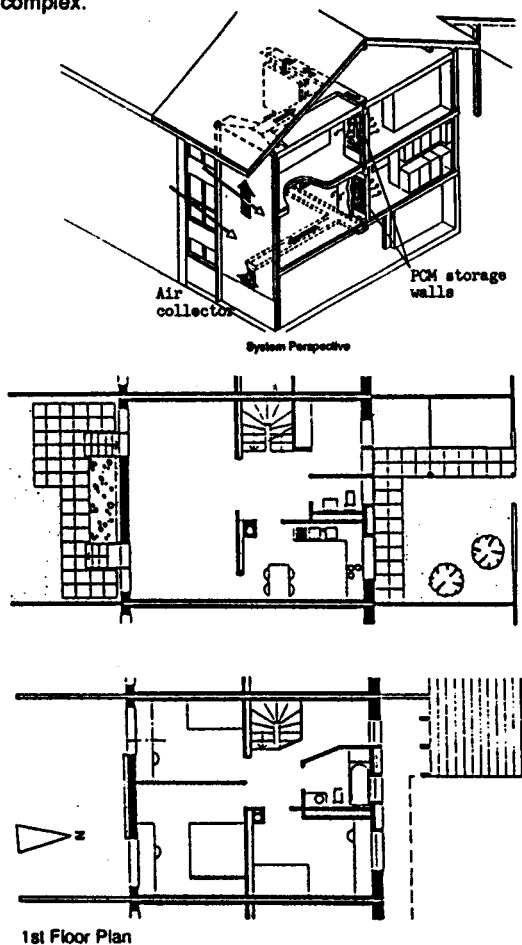 complex.
Air
collector
PCM storage
walls
System Perspective
N
1st Floor Plan